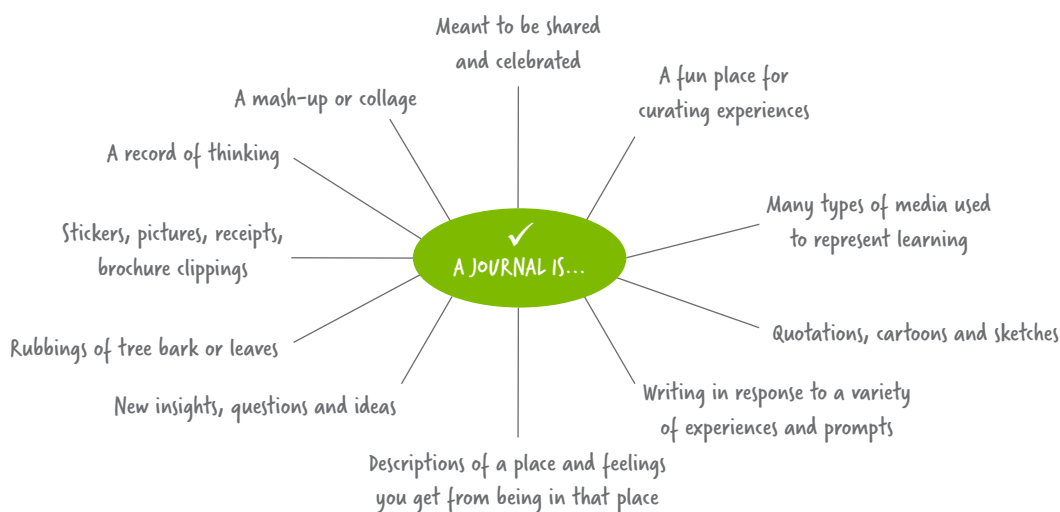 Meant to be shared
and celebrated
A fun place for
curating experiences
A mash-up or collage
A record of thinking
Many types of media used
to represent learning
Stickers, pictures, receipts,
brochure clippings
A JOURNAL IS...
Quotations, cartoons and sketches
Rubbings of tree bark or leaves
Writing in response to a variety
of experiences and prompts
New insights, questions and ideas
Descriptions of a place and feelings
you get from being in that place